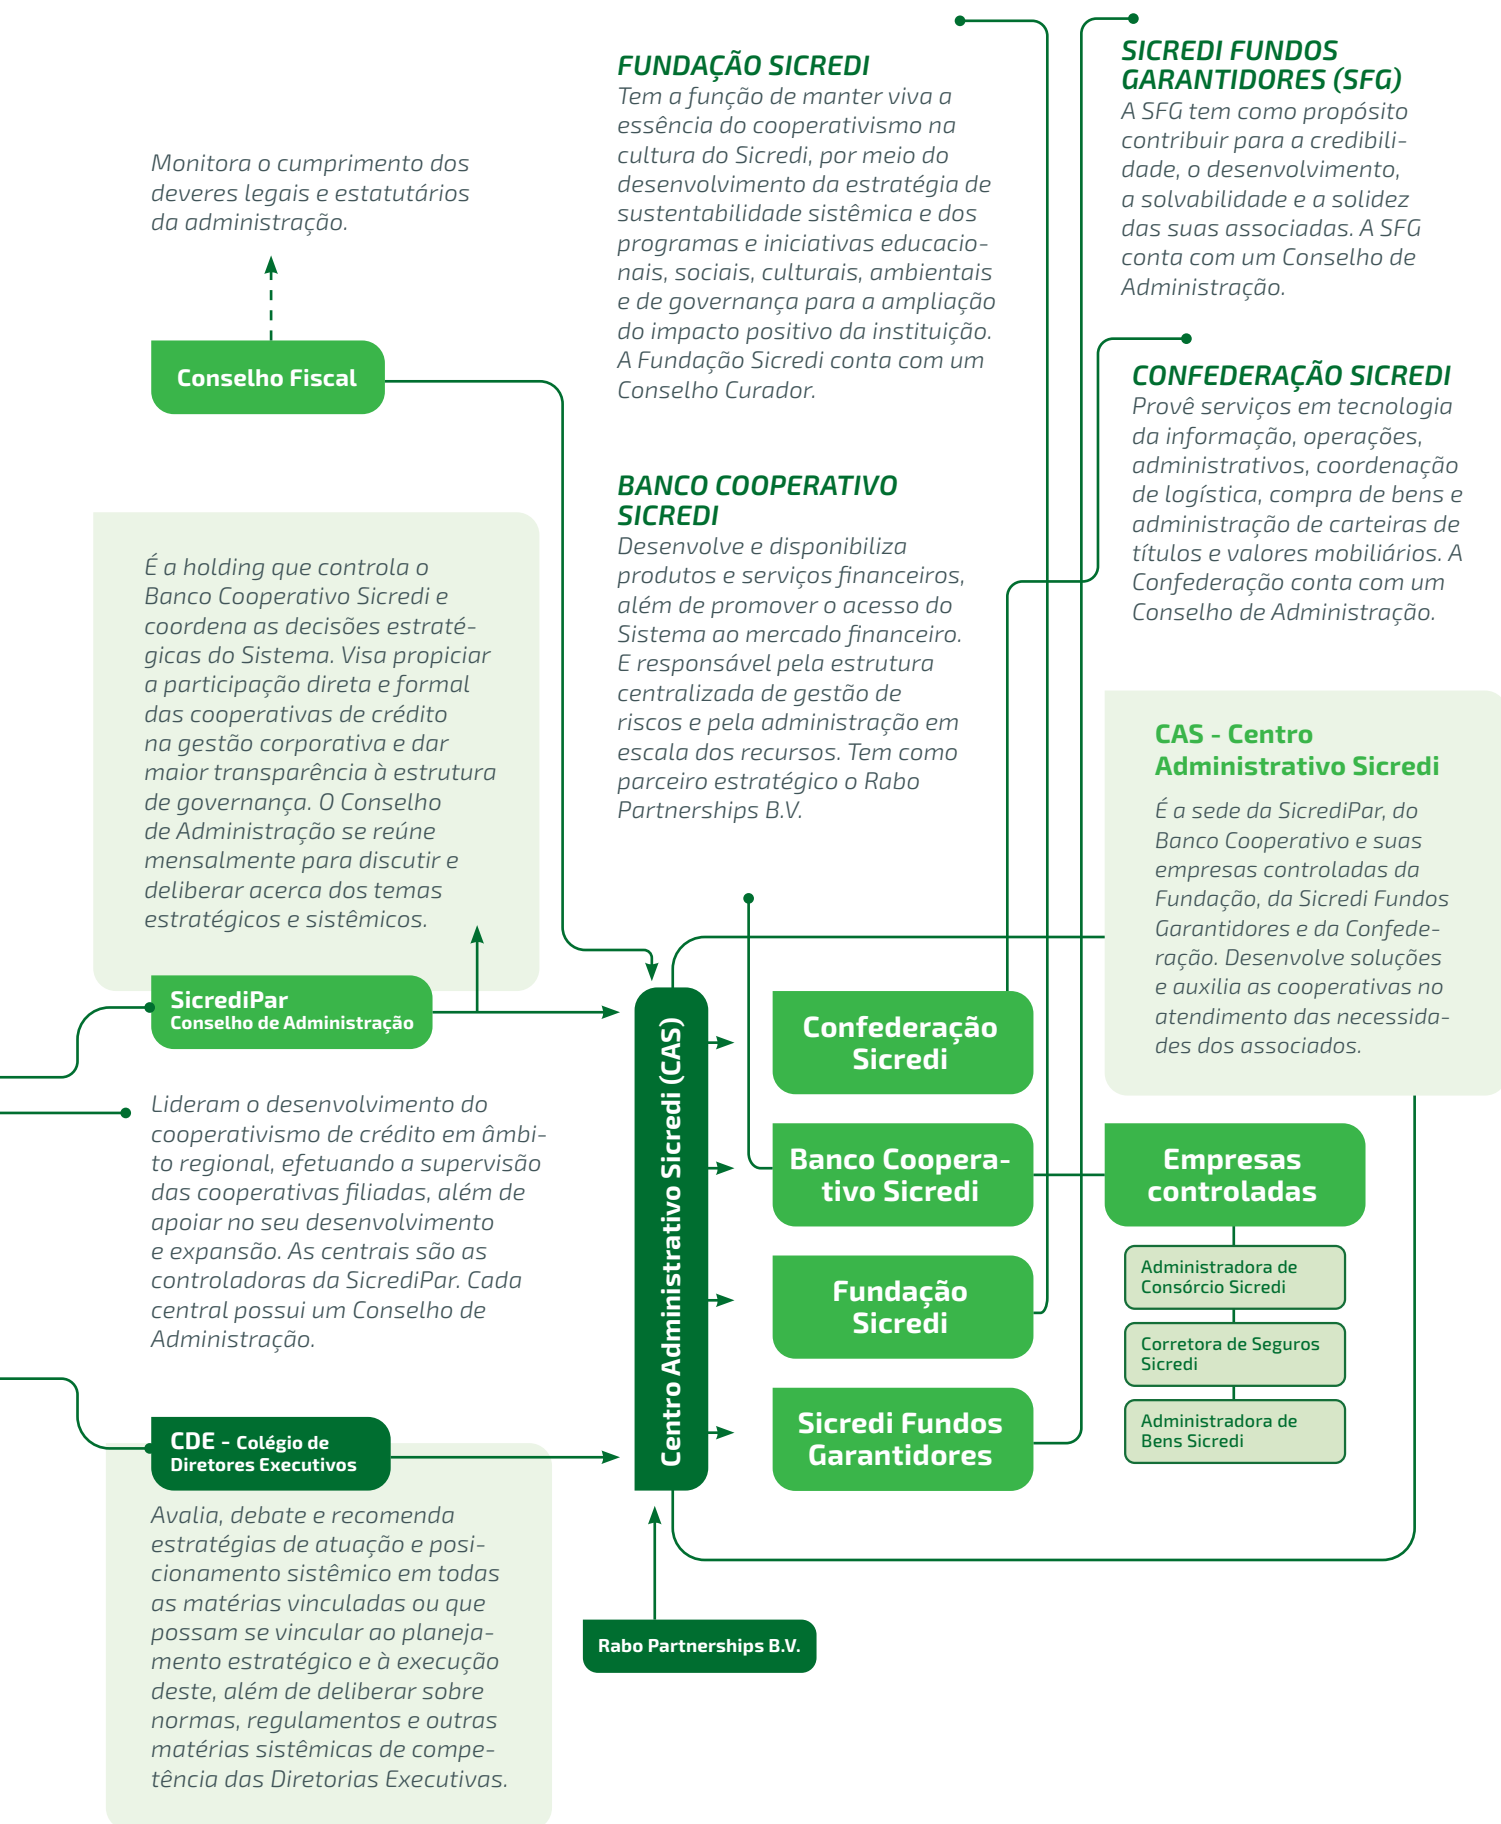 Monitora o cumprimento dos
deveres legais e estatutários
da administração.
Conselho Fiscal
É a holding que controla o
Banco Cooperativo Sicredi e
coordena as decisões estraté-
gicas do Sistema. Visa propiciar
a participação direta e formal
das cooperativas de crédito
na gestão corporativa e dar
maior transparência à estrutura
de governança. O Conselho
de Administração se reúne
mensalmente para discutir e
deliberar acerca dos temas
estratégicos e sistêmicos.
SicrediPar
Conselho de Administração
Lideram o desenvolvimento do
cooperativismo de crédito em âmbi-
to regional, efetuando a supervisão
das cooperativas filiadas, além de
apoiar no seu desenvolvimento
e expansão. As centrais são as
controladoras da SicrediPar. Cada
central possui um Conselho de
Administração.
CDE - Colégio de
Diretores Executivos
Avalia, debate e recomenda
estratégias de atuação e posi-
cionamento sistêmico em todas
as matérias vinculadas ou que
possam se vincular ao planeja-
mento estratégico e à execução
deste, além de deliberar sobre
normas, regulamentos e outras
matérias sistêmicas de compe-
tência das Diretorias Executivas.
FUNDAÇÃO SICREDI
Tem a função de manter viva a
essência do cooperativismo na
cultura do Sicredi, por meio do
desenvolvimento da estratégia de
sustentabilidade sistêmica e dos
programas e iniciativas educacio-
nais, sociais, culturais, ambientais
e de governança para a ampliação
do impacto positivo da instituição.
A Fundação Sicredi conta com um
Conselho Curador.
BANCO COOPERATIVO
SICREDI
Desenvolve e disponibiliza
produtos e serviços financeiros,
além de promover o acesso do
Sistema ao mercado financeiro.
E responsável pela estrutura
centralizada de gestão de
riscos e pela administração em
escala dos recursos. Tem como
parceiro estratégico o Rabo
Partnerships B.V.
SICREDI FUNDOS
GARANTIDORES (SFG)
A SFG tem como propósito
contribuir para a credibili-
dade, o desenvolvimento,
a solvabilidade e a solidez
das suas associadas. A SFG
conta com um Conselho de
Administração.
CONFEDERAÇÃO SICREDI
Provê serviços em tecnologia
da informação, operações,
administrativos, coordenação
de logística, compra de bens e
administração de carteiras de
títulos e valores mobiliários. A
Confederação conta com um
Conselho de Administração.
CAS - Centro
Administrativo Sicredi
É a sede da SicrediPar, do
Banco Cooperativo e suas
empresas controladas da
Fundação, da Sicredi Fundos
Garantidores e da Confede-
ração. Desenvolve soluções
e auxilia as cooperativas no
atendimento das necessida-
des dos associados.
Centro Administrativo Sicredi (CAS)
Confederação
Sicredi
Banco Coopera-
tivo Sicredi
Fundação
Sicredi
Sicredi Fundos
Garantidores
Empresas
controladas
Administradora de
Consórcio Sicredi
Corretora de Seguros
Sicredi
Administradora de
Bens Sicredi
Rabo Partnerships B.V.